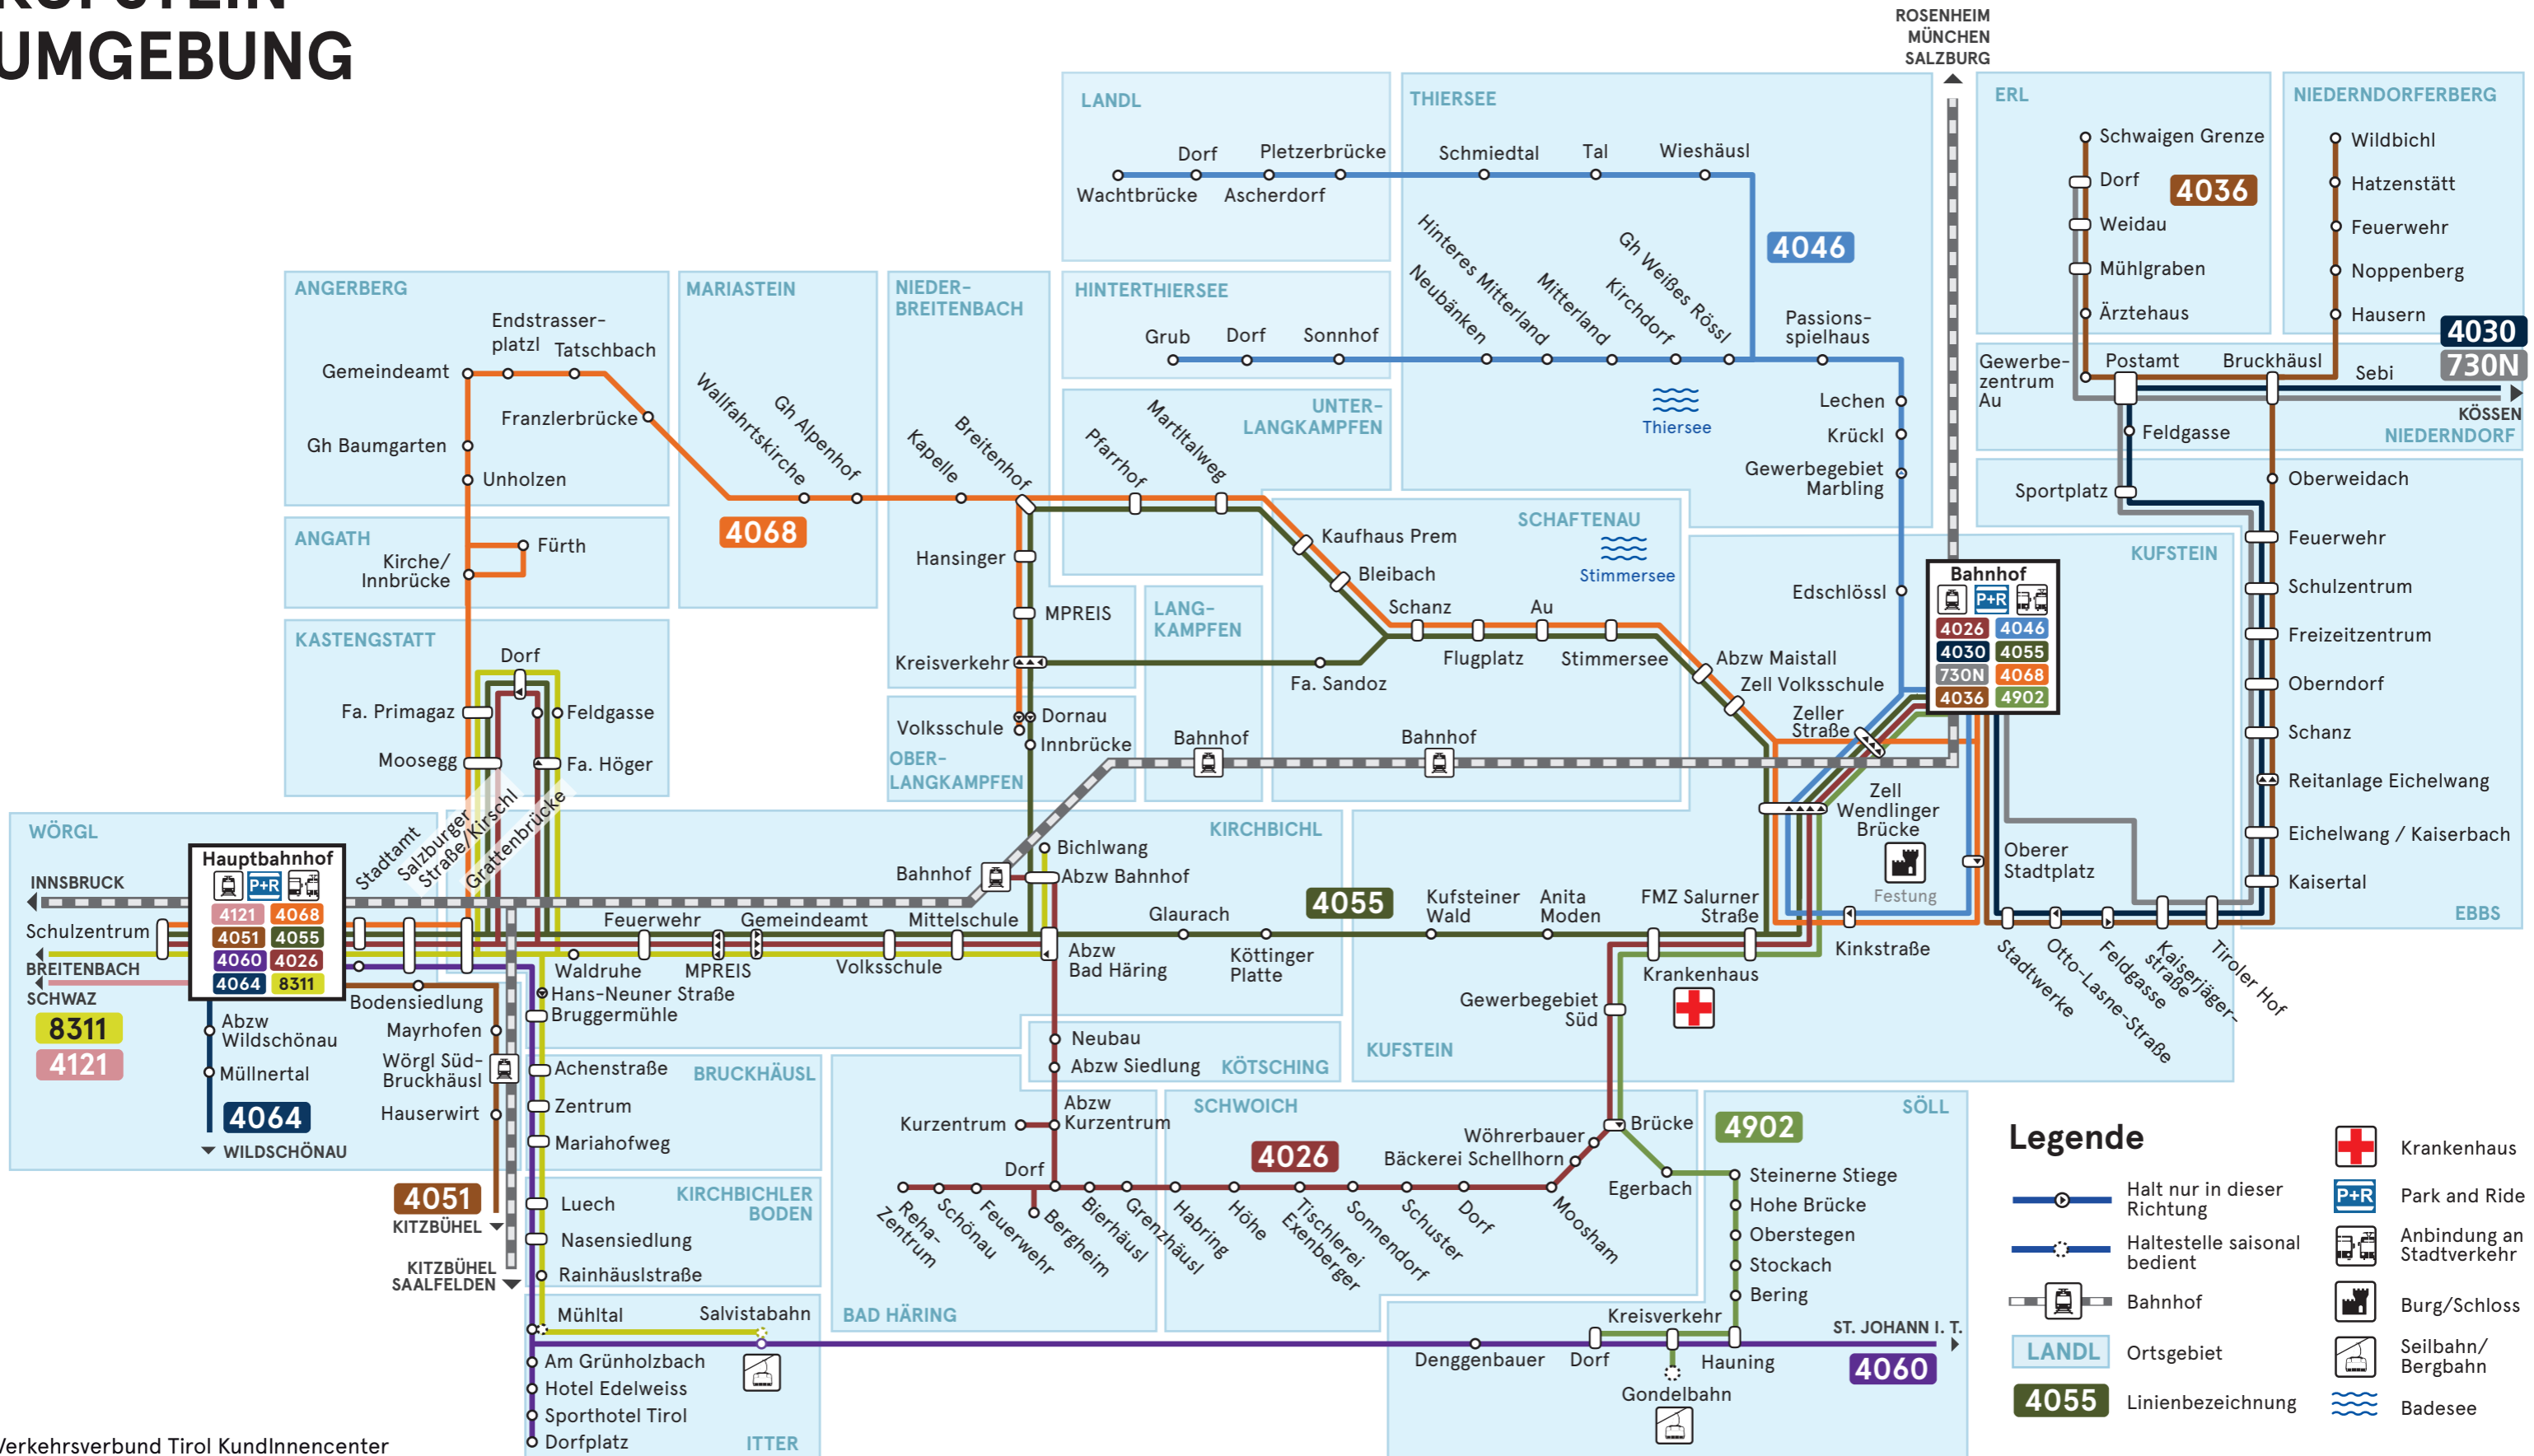 KUFSTEIN
UMGEBUNG
ROSENHEIM
MÜNCHEN
SALZBURG
LANDL
Dorf
Pletzerbrücke
Wachtbrücke
Ascherdorf
THIERSEE
Schmiedtal
Tal
Wieshäusl
4046
Hinteres Mitterland
Neubänken
Mitterland
Kirchdorf
Gh Weißes Rössl
Passions-
spielhaus
Thiersee
Lechen
Krückl
Gewerbegebiet
Marbling
ERL
Schwaigen Grenze
Dorf
4036
Weidau
Mühlgraben
Ärztehaus
NIEDERNDORFERBERG
Wildbichl
Hatzenstätt
Feuerwehr
Noppenberg
Hausern
4030
730N
Gewerbe-
zentrum
Au
Postamt
Bruckhäusl
Sebi
KÖSSEN
Feldgasse
NIEDERNDORF
HINTERTHIERSEE
Grub
Dorf
Sonnhof
ANGERBERG
Endstrasser-
platzl
Tatschbach
Gemeindeamt
Franzlerbrücke
Gh Baumgarten
Unholzen
MARIASTEIN
Wallfahrtskirche
Gh Alpenhof
4068
NIEDER-
BREITENBACH
Kapelle
Breitenhof
Hansinger
MPREIS
Kreisverkehr
UNTER-
LANGKAMPFEN
Pfarrhof
Martltalweg
ANGATH
Fürth
Kirche/
Innbrücke
KASTENGSTATT
Dorf
Fa. Primagaz
Feldgasse
Moosegg
Fa. Höger
LANG-
KAMPFEN
Bahnhof
SCHAFTENAU
Kaufhaus Prem
Bleibach
Stimmersee
Schanz
Au
Flugplatz
Stimmersee
Fa. Sandoz
Bahnhof
Volksschule
Dornau
Innbrücke
OBER-
LANGKAMPFEN
Abzw Maistall
Zell Volksschule
Zeller
Straße
Edschlössl
KUFSTEIN
Bahnhof
P+R
4026
4046
4030
4055
730N
4068
4036
4902
Zell
Wendlinger
Brücke
Festung
Oberer
Stadtplatz
Kinkstraße
Stadtwerke
Otto-Lasne-Straße
Feldgasse
Kaiserjäger-
straße
Tiroler Hof
Sportplatz
Oberweidach
Feuerwehr
Schulzentrum
Freizeitzentrum
Oberndorf
Schanz
Reitanlage Eichelwang
Eichelwang / Kaiserbach
Kaisertal
EBBS
WÖRGL
Hauptbahnhof
P+R
4121
4068
4051
4055
4060
4026
4064
8311
INNSBRUCK
Schulzentrum
BREITENBACH
SCHWAZ
8311
4121
Stadtamt
Salzburger
Straße/Kirschl
Grattenbrücke
Abzw
Wildschönau
Müllnertal
4064
WILDSCHÖNAU
Bodensiedlung
Mayrhofen
Wörgl Süd-
Bruckhäusl
Hauserwirt
4051
KITZBÜHEL
KITZBÜHEL
SAALFELDEN
KIRCHBICHL
Feuerwehr
Gemeindeamt
Mittelschule
Waldruhe
MPREIS
Volksschule
Bahnhof
Bichlwang
Abzw Bahnhof
Abzw
Bad Häring
Glaurach
Köttinger
Platte
4055
Hans-Neuner Straße
Bruggermühle
Kufsteiner
Wald
Anita
Moden
FMZ Salurner
Straße
Krankenhaus
Gewerbegebiet
Süd
KUFSTEIN
Achenstraße
BRUCKHÄUSL
Zentrum
Mariahofweg
KIRCHBICHLER
BODEN
Luech
Nasensiedlung
Rainhäuslstraße
Mühltal
Salvistabahn
Am Grünholzbach
Hotel Edelweiss
Sporthotel Tirol
Dorfplatz
ITTER
Neubau
Abzw Siedlung
KÖTSCHING
Abzw
Kurzentrum
Kurzentrum
Dorf
Reha-
Zentrum
Schönau
Feuerwehr
Bergheim
Bierhäusl
Grenzhäusl
BAD HÄRING
SCHWOICH
4026
Habring
Höhe
Tischlerei
Exenberger
Sonnendorf
Schuster
Dorf
Moosham
Wöhrerbauer
Bäckerei Schellhorn
Brücke
Egerbach
4902
SÖLL
Steinerne Stiege
Hohe Brücke
Oberstegen
Stockach
Bering
Kreisverkehr
Denggenbauer
Dorf
Hauning
Gondelbahn
ST. JOHANN I. T.
4060
Legende
Halt nur in dieser
Richtung
Haltestelle saisonal
bedient
Bahnhof
LANDL
Ortsgebiet
4055
Linienbezeichnung
Krankenhaus
P+R
Park and Ride
Anbindung an
Stadtverkehr
Burg/Schloss
Seilbahn/
Bergbahn
Badesee
Verkehrsverbund Tirol KundInnencenter